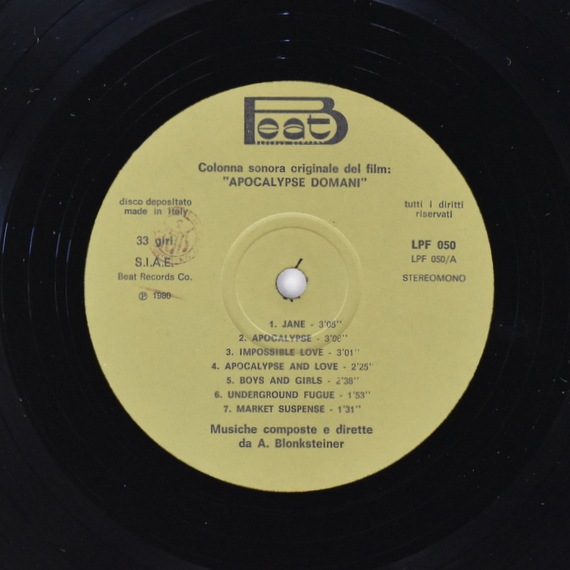 Beat
RECORDS COMPANY
Colonna sonora originale del film:
"APOCALYPSE DOMANI"
disco depositato
made in Italy
tutti i diritti
riservati
33 giri
S.I.A.E.
Beat Records Co.
℗ 1980
LPF 050
LPF 050/A
STEREOMONO
1. JANE - 3'05''
2. APOCALYPSE - 3'06''
3. IMPOSSIBLE LOVE - 3'01''
4. APOCALYPSE AND LOVE - 2'25''
5. BOYS AND GIRLS - 2'38''
6. UNDERGROUND FUGUE - 1'53''
7. MARKET SUSPENSE - 1'31''
Musiche composte e dirette
da A. Blonksteiner